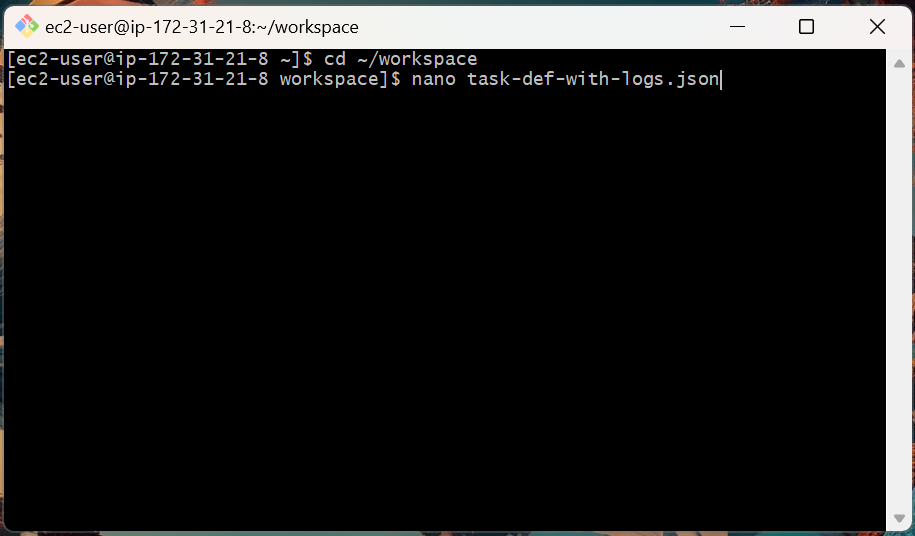 ec2-user@ip-172-31-21-8:~/workspace
[ec2-user@ip-172-31-21-8 ~]$ cd ~/workspace
[ec2-user@ip-172-31-21-8 workspace]$ nano task-def-with-logs.json